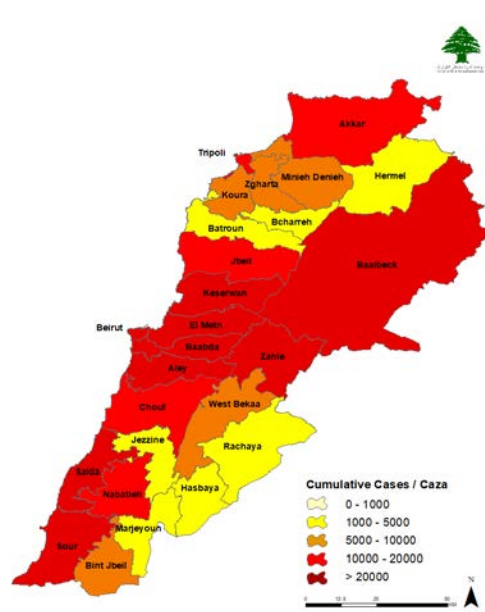 Akkar
Tripoli
Minieh Denieh
Zgharta
Hermel
Koura
Bcharreh
Batroun
Jbeil
Baalbeck
Keserwan
El Metn
Beirut
Baabda
Zahle
Aley
West Bekaa
Chouf
Jezzine
Rachaya
Saida
Hasbaya
Nabatieh
Marjeyoun
Sour
Bint Jbeil
Cumulative Cases / Caza
0 - 1000
1000 - 5000
5000 - 10000
10000 - 20000
> 20000
N